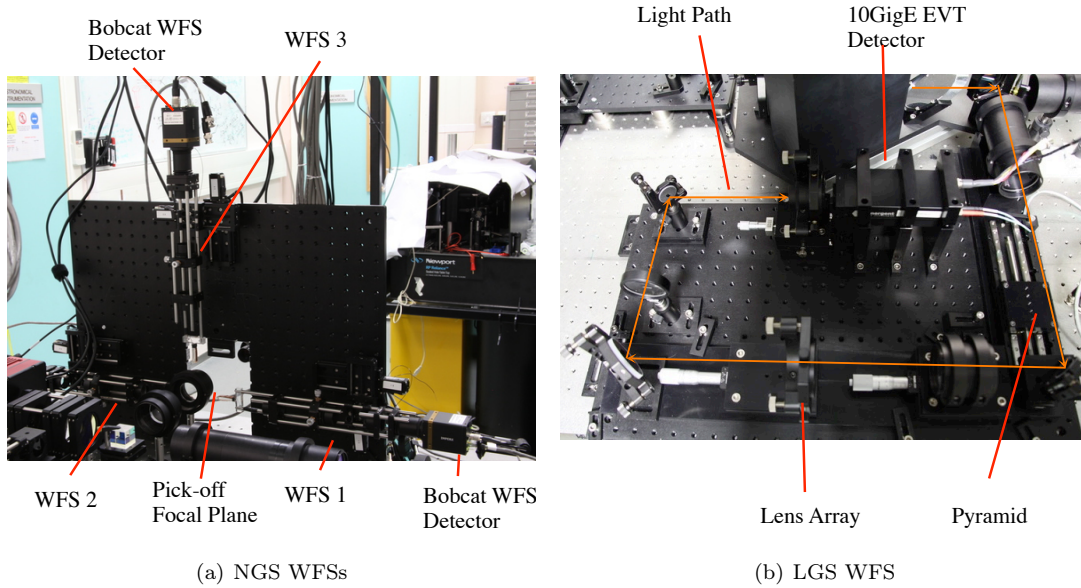 Bobcat WFS
Detector
WFS 3
WFS 2
Pick-off
Focal Plane
WFS 1
Bobcat WFS
Detector
(a) NGS WFSs
Light Path
10GigE EVT
Detector
Newport
Lens Array
Pyramid
(b) LGS WFS